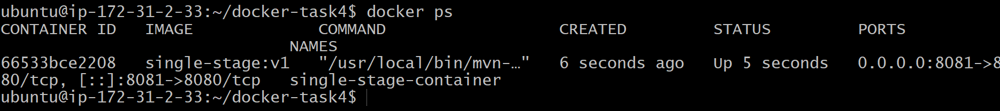 ubuntu@ip-172-31-2-33:~/docker-task4$ docker ps
CONTAINER ID   IMAGE             COMMAND                  CREATED         STATUS         PORTS
                              NAMES
66533bce2208   single-stage:v1   "/usr/local/bin/mvn-…"   6 seconds ago   Up 5 seconds   0.0.0.0:8081->8
80/tcp, [::]:8081->8080/tcp   single-stage-container
ubuntu@ip-172-31-2-33:~/docker-task4$